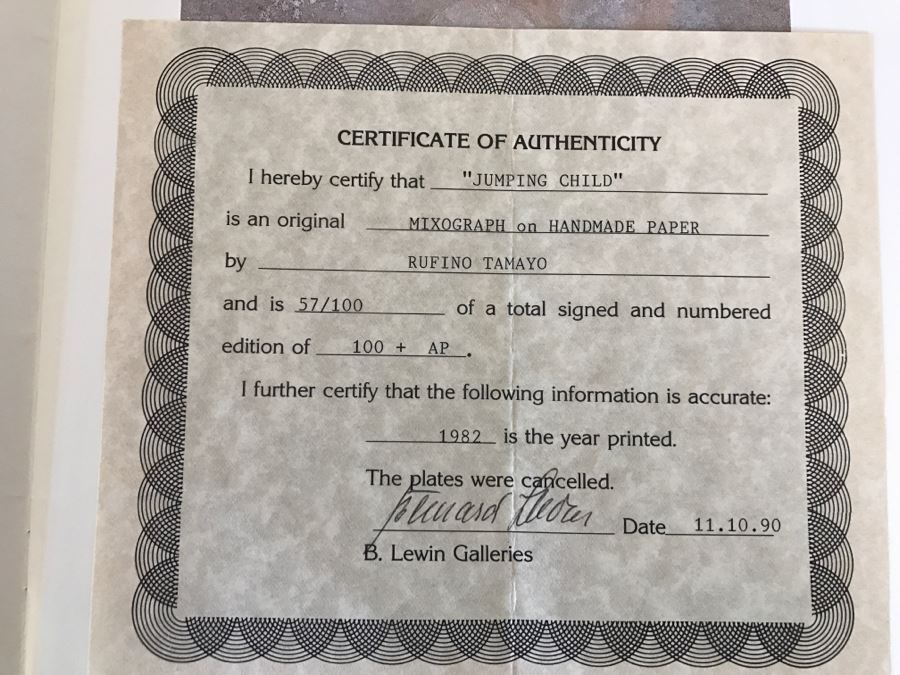 CERTIFICATE OF AUTHENTICITY
I hereby certify that "JUMPING CHILD"
is an original MIXOGRAPH on HANDMADE PAPER
by RUFINO TAMAYO
and is 57/100 of a total signed and numbered
edition of 100 + AP.
I further certify that the following information is accurate:
1982 is the year printed.
The plates were cancelled.
Bernard Lewin Date 11.10.90
B. Lewin Galleries